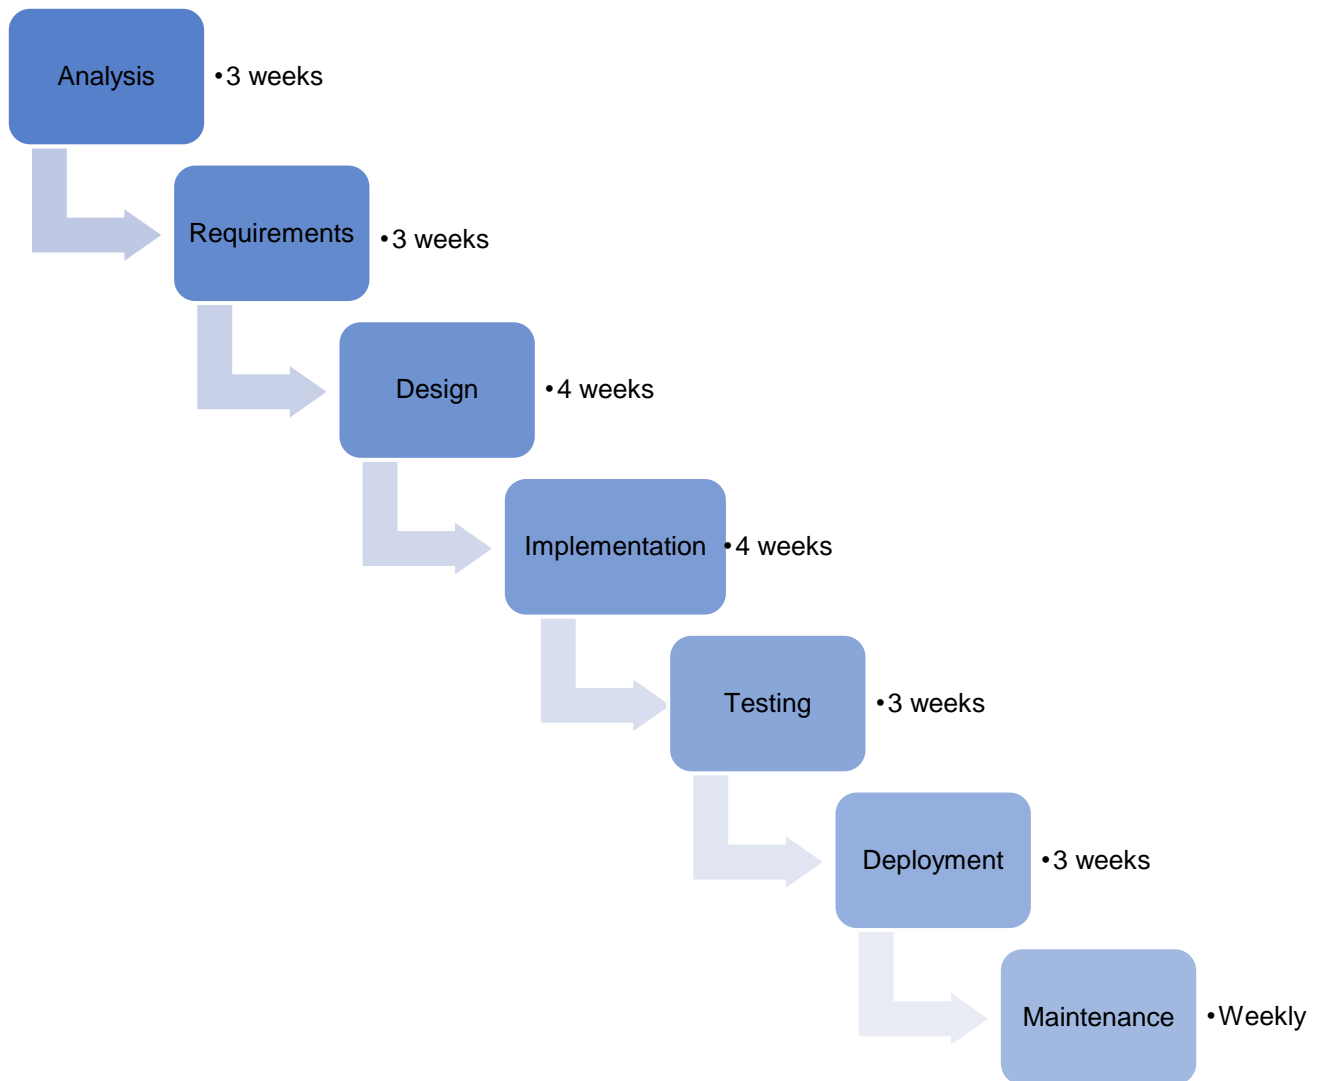 Analysis
•3 weeks
Requirements
•3 weeks
Design
•4 weeks
Implementation
•4 weeks
Testing
•3 weeks
Deployment
•3 weeks
Maintenance
•Weekly